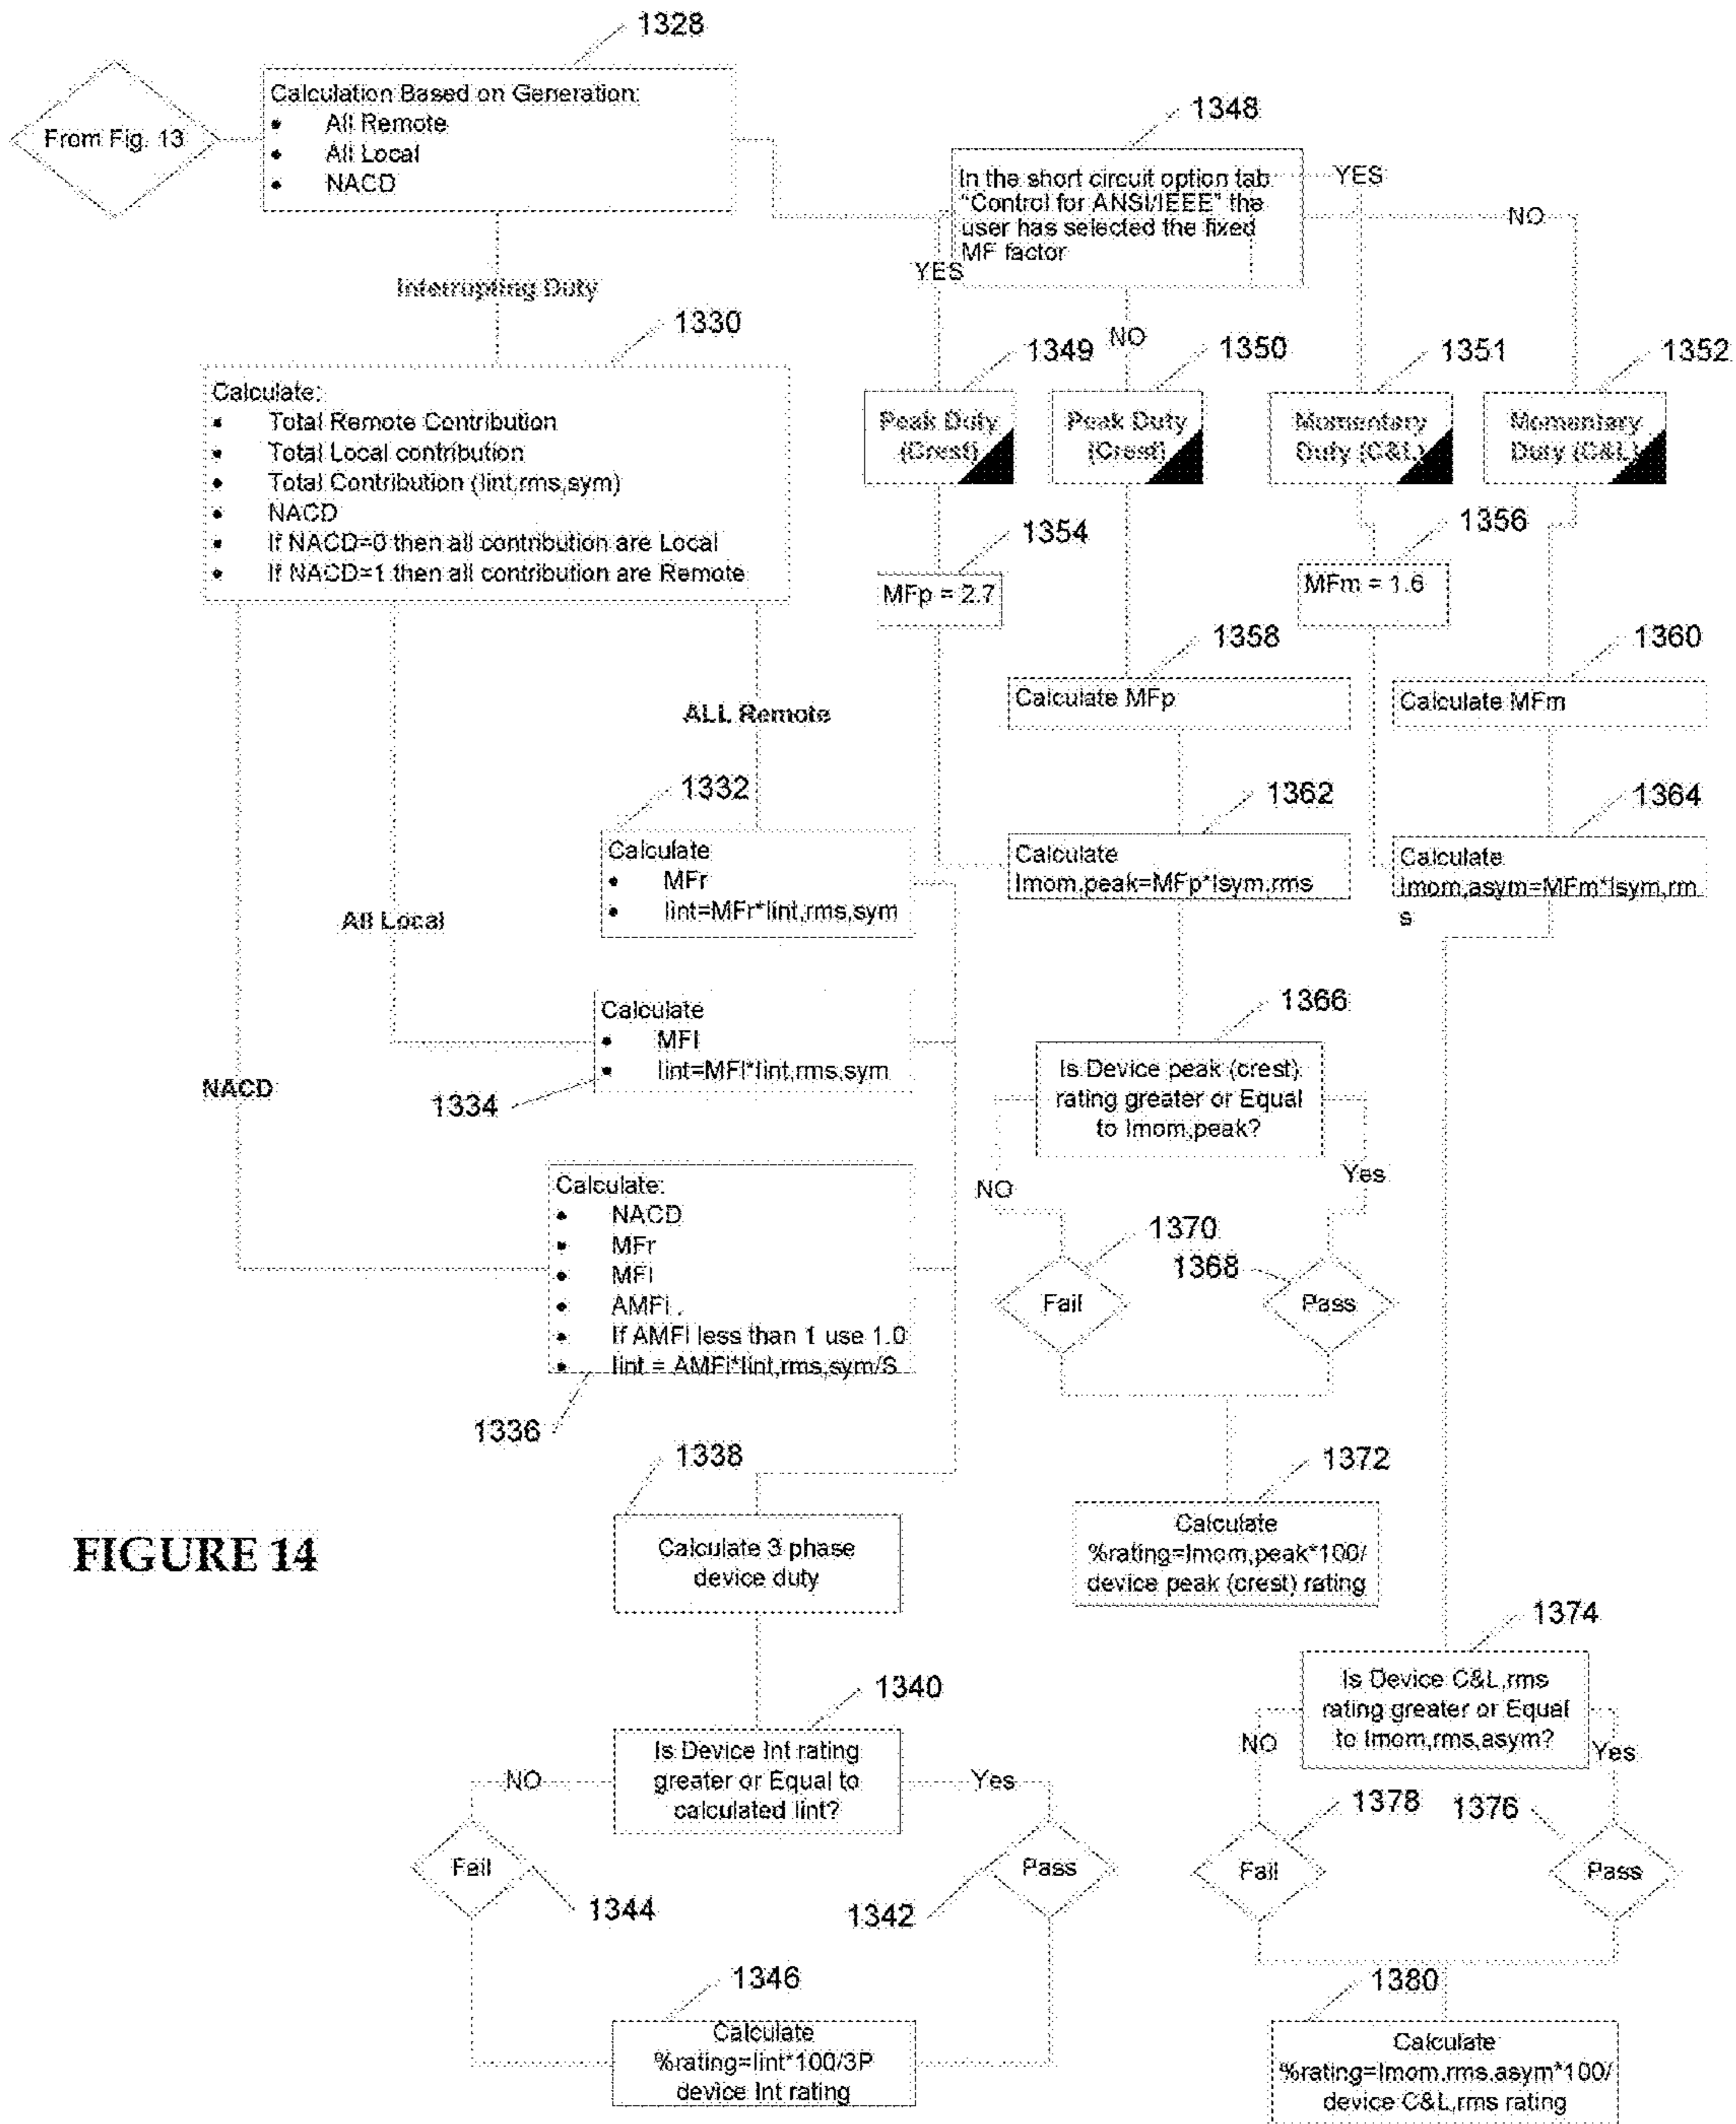 1328
From Fig. 13
Calculation Based on Generation:
• All Remote
• All Local
• NACD
1348
In the short circuit option tab
"Control for ANSI/IEEE" the
user has selected the fixed
MF factor
YES
NO
YES
NO
Interrupting Duty
1330
Calculate:
• Total Remote Contribution
• Total Local contribution
• Total Contribution (Iint,rms,sym)
• NACD
• If NACD=0 then all contribution are Local
• If NACD=1 then all contribution are Remote
1349
Peak Duty
(Crest)
1350
Peak Duty
(Crest)
1351
Momentary
Duty (C&L)
1352
Momentary
Duty (C&L)
1354
MFp = 2.7
1356
MFm = 1.6
1358
Calculate MFp
1360
Calculate MFm
ALL Remote
All Local
NACD
1332
Calculate
• MFr
• Iint=MFr*Iint,rms,sym
1362
Calculate
Imom,peak=MFp*Isym,rms
1364
Calculate
Imom,asym=MFm*Isym,rm
s
Calculate
• MFl
• Iint=MFl*Iint,rms,sym
1334
1366
Is Device peak (crest)
rating greater or Equal
to Imom,peak?
NO
Yes
1370
Fail
1368
Pass
Calculate:
• NACD
• MFr
• MFl
• AMFi .
• If AMFi less than 1 use 1.0
• Iint = AMFi*Iint,rms,sym/S
1336
1338
Calculate 3 phase
device duty
1372
Calculate
%rating=Imom,peak*100/
device peak (crest) rating
FIGURE 14
1340
Is Device Int rating
greater or Equal to
calculated Iint?
NO
Yes
Fail
Pass
1344
1342
1374
Is Device C&L,rms
rating greater or Equal
to Imom,rms,asym?
NO
Yes
1378
1376
Fail
Pass
1346
Calculate
%rating=Iint*100/3P
device Int rating
1380
Calculate
%rating=Imom,rms,asym*100/
device C&L,rms rating